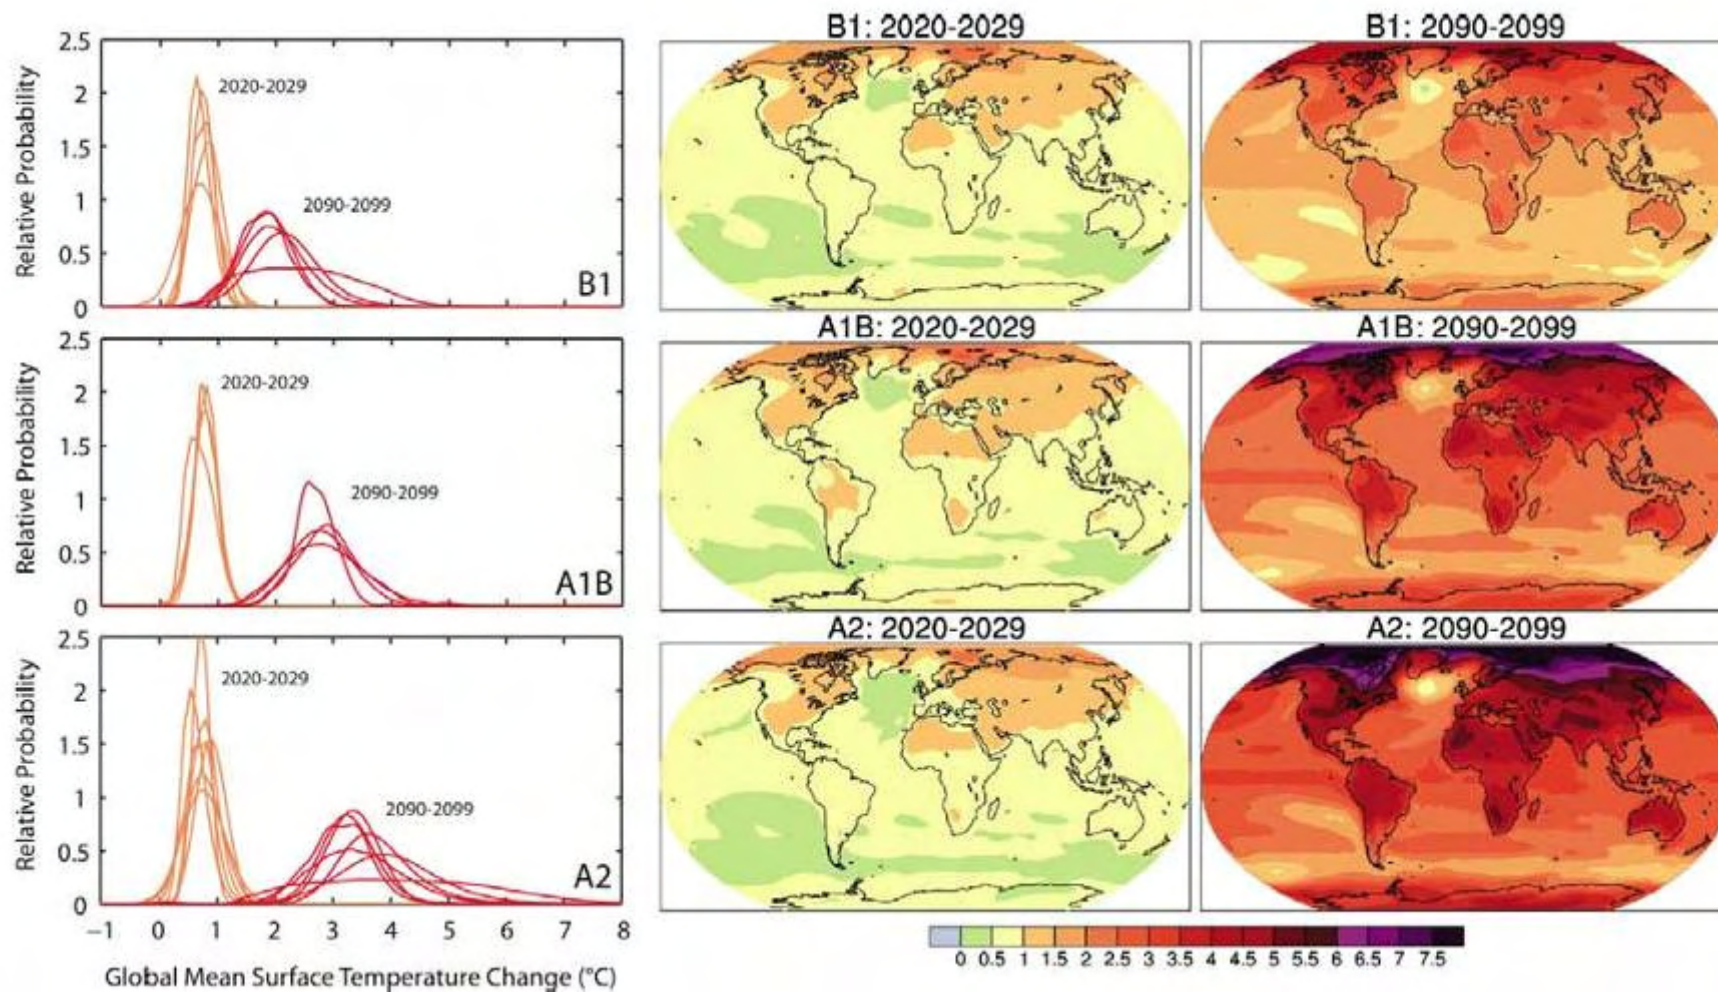 B1: 2020-2029
B1: 2090-2099
2.5
2
1.5
1
0.5
0
Relative Probability
2020-2029
2090-2099
B1
A1B: 2020-2029
A1B: 2090-2099
2.5
2
1.5
1
0.5
0
Relative Probability
2020-2029
2090-2099
A1B
A2: 2020-2029
A2: 2090-2099
2.5
2
1.5
1
0.5
0
Relative Probability
2020-2029
2090-2099
A2
−1 0 1 2 3 4 5 6 7 8
Global Mean Surface Temperature Change (°C)
0 0.5 1 1.5 2 2.5 3 3.5 4 4.5 5 5.5 6 6.5 7 7.5